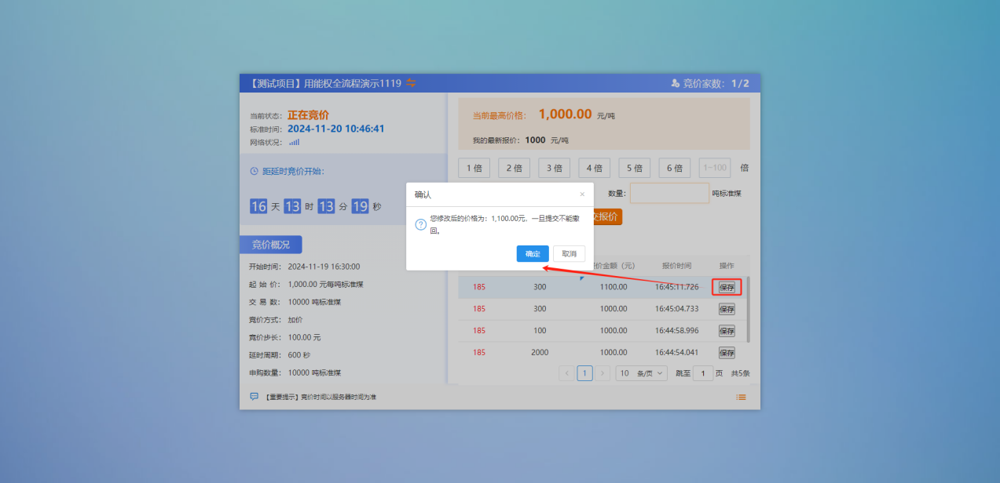 【测试项目】用能权全流程演示1119
竞价家数：1/2
当前状态：正在竞价
标准时间：2024-11-20 10:46:41
网络状况：
距延时竞价开始：
16 天 13 时 13 分 19 秒
竞价概况
开始时间：2024-11-19 16:30:00
起 始 价：1,000.00 元每吨标准煤
交 易 数：10000 吨标准煤
竞价方式：加价
竞价步长：100.00 元
延时周期：600 秒
申购数量：10000 吨标准煤
当前最高价格：1,000.00 元/吨
我的最新报价：1000 元/吨
1 倍 2 倍 3 倍 4 倍 5 倍 6 倍 1~100 倍
数量： 吨标准煤
交报价
确认 ×
您修改后的价格为：1,100.00元，一旦提交不能撤
回。
确定 取消
价金额（元） 报价时间 操作
185 300 1100.00 16:45:11.726 保存
185 300 1000.00 16:45:04.733 保存
185 100 1000.00 16:44:58.996 保存
185 2000 1000.00 16:44:54.041 保存
< 1 > 10 条/页 跳至 1 页 共5条
【重要提示】竞价时间以服务器时间为准